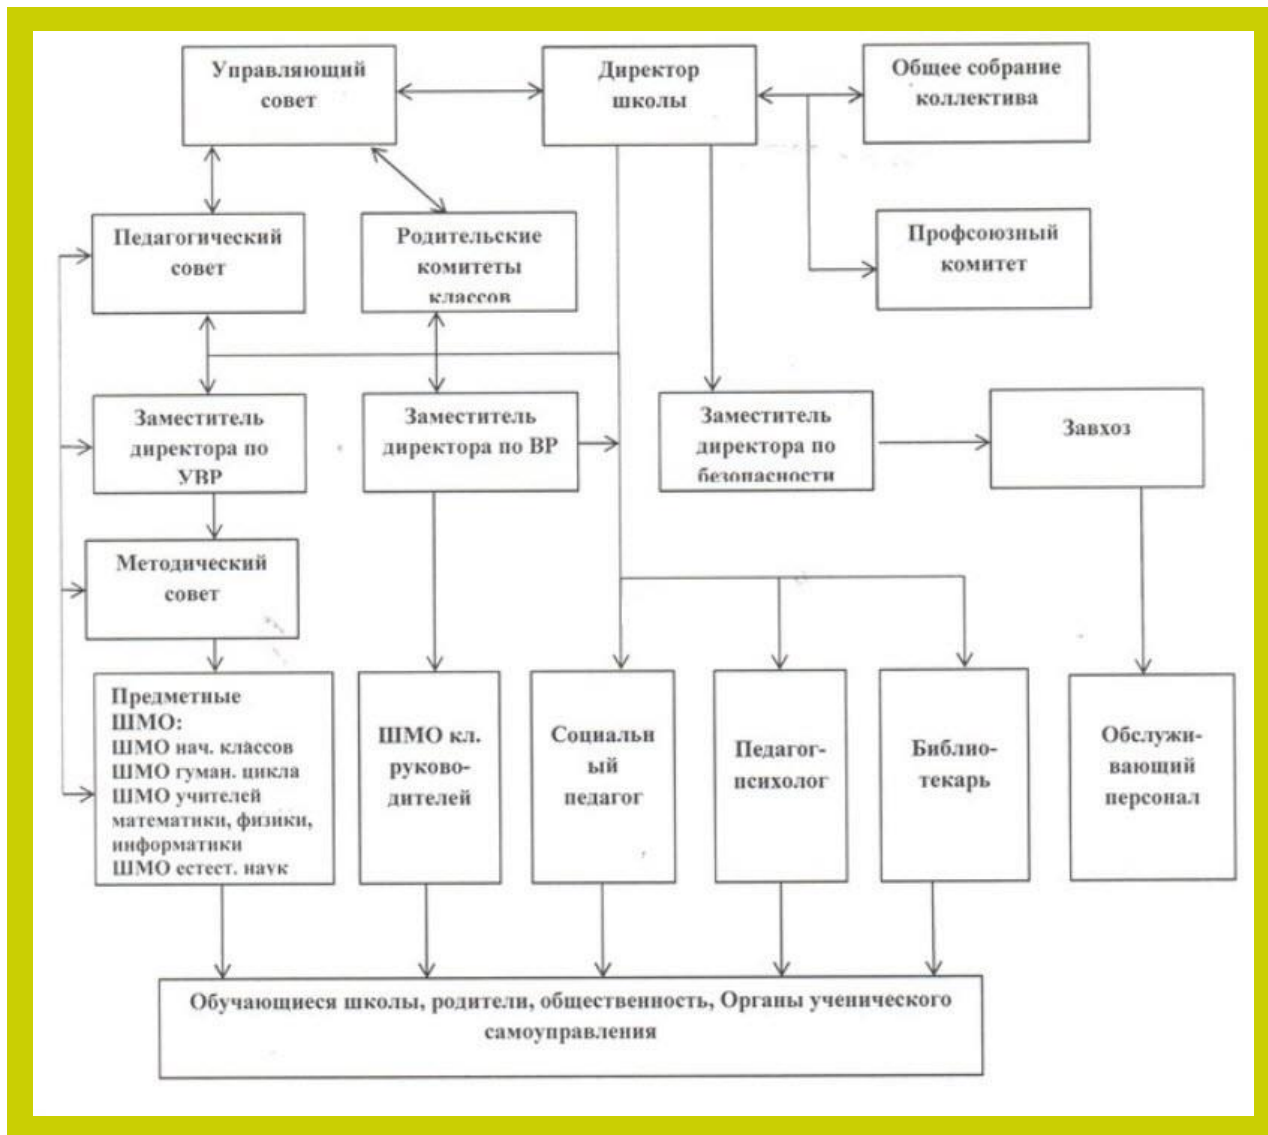 Управляющий
совет
Директор
школы
Общее собрание
коллектива
Педагогический
совет
Родительские
комитеты
классов
Профсоюзный
комитет
Заместитель
директора по
УВР
Заместитель
директора по ВР
Заместитель
директора по
безопасности
Завхоз
Методический
совет
Предметные
ШМО:
ШМО нач. классов
ШМО гуман. цикла
ШМО учителей
математики, физики,
информатики
ШМО естест. наук
ШМО кл.
руково-
дителей
Социальн
ый
педагог
Педагог-
психолог
Библио-
текарь
Обслужи-
вающий
персонал
Обучающиеся школы, родители, общественность, Органы ученического
самоуправления